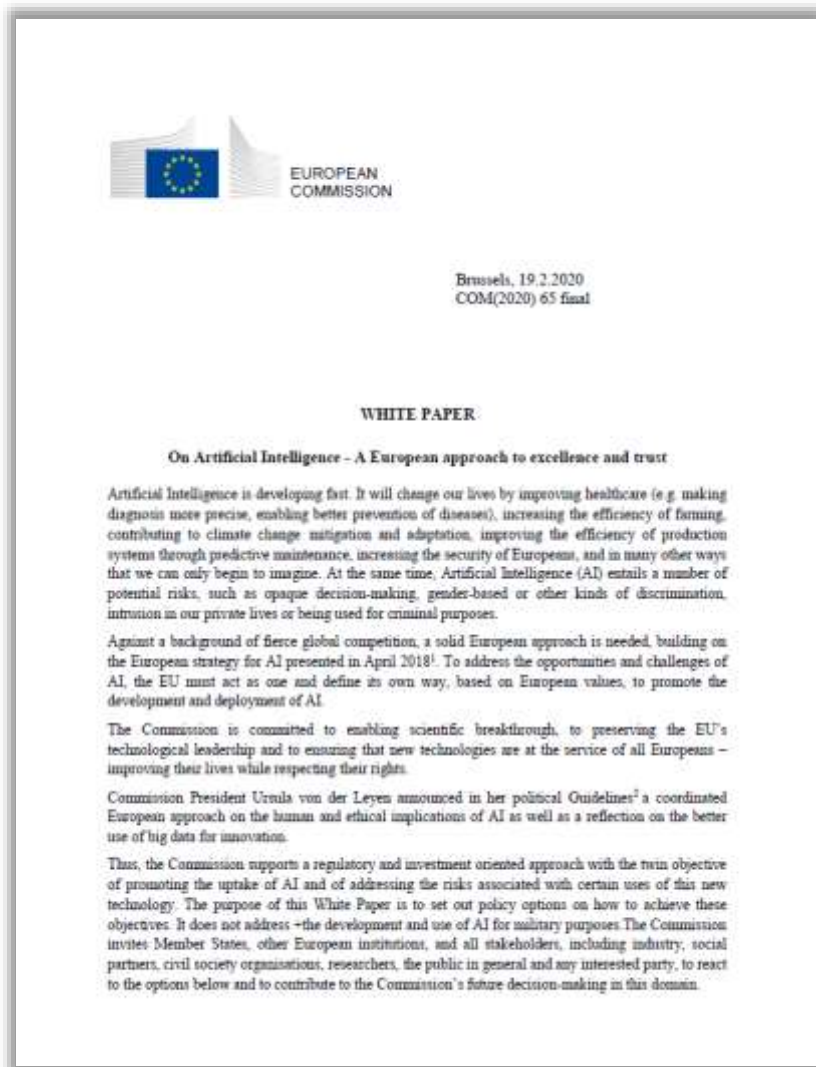 EUROPEAN
COMMISSION
Brussels, 19.2.2020
COM(2020) 65 final
WHITE PAPER
On Artificial Intelligence - A European approach to excellence and trust
Artificial Intelligence is developing fast. It will change our lives by improving healthcare (e.g. making
diagnosis more precise, enabling better prevention of diseases), increasing the efficiency of farming,
contributing to climate change mitigation and adaptation, improving the efficiency of production
systems through predictive maintenance, increasing the security of Europeans, and in many other ways
that we can only begin to imagine. At the same time, Artificial Intelligence (AI) entails a number of
potential risks, such as opaque decision-making, gender-based or other kinds of discrimination,
intrusion in our private lives or being used for criminal purposes.
Against a background of fierce global competition, a solid European approach is needed, building on
the European strategy for AI presented in April 2018¹. To address the opportunities and challenges of
AI, the EU must act as one and define its own way, based on European values, to promote the
development and deployment of AI.
The Commission is committed to enabling scientific breakthrough, to preserving the EU's
technological leadership and to ensuring that new technologies are at the service of all Europeans –
improving their lives while respecting their rights.
Commission President Ursula von der Leyen announced in her political Guidelines² a coordinated
European approach on the human and ethical implications of AI as well as a reflection on the better
use of big data for innovation.
Thus, the Commission supports a regulatory and investment oriented approach with the twin objective
of promoting the uptake of AI and of addressing the risks associated with certain uses of this new
technology. The purpose of this White Paper is to set out policy options on how to achieve these
objectives. It does not address +the development and use of AI for military purposes.The Commission
invites Member States, other European institutions, and all stakeholders, including industry, social
partners, civil society organisations, researchers, the public in general and any interested party, to react
to the options below and to contribute to the Commission's future decision-making in this domain.